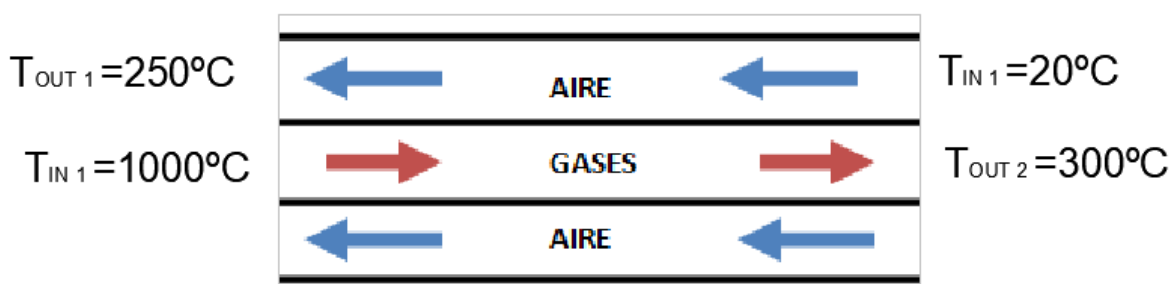 TOUT 1 =250ºC AIRE TIN 1 =20ºC
TIN 1 =1000ºC GASES TOUT 2 =300ºC
AIRE